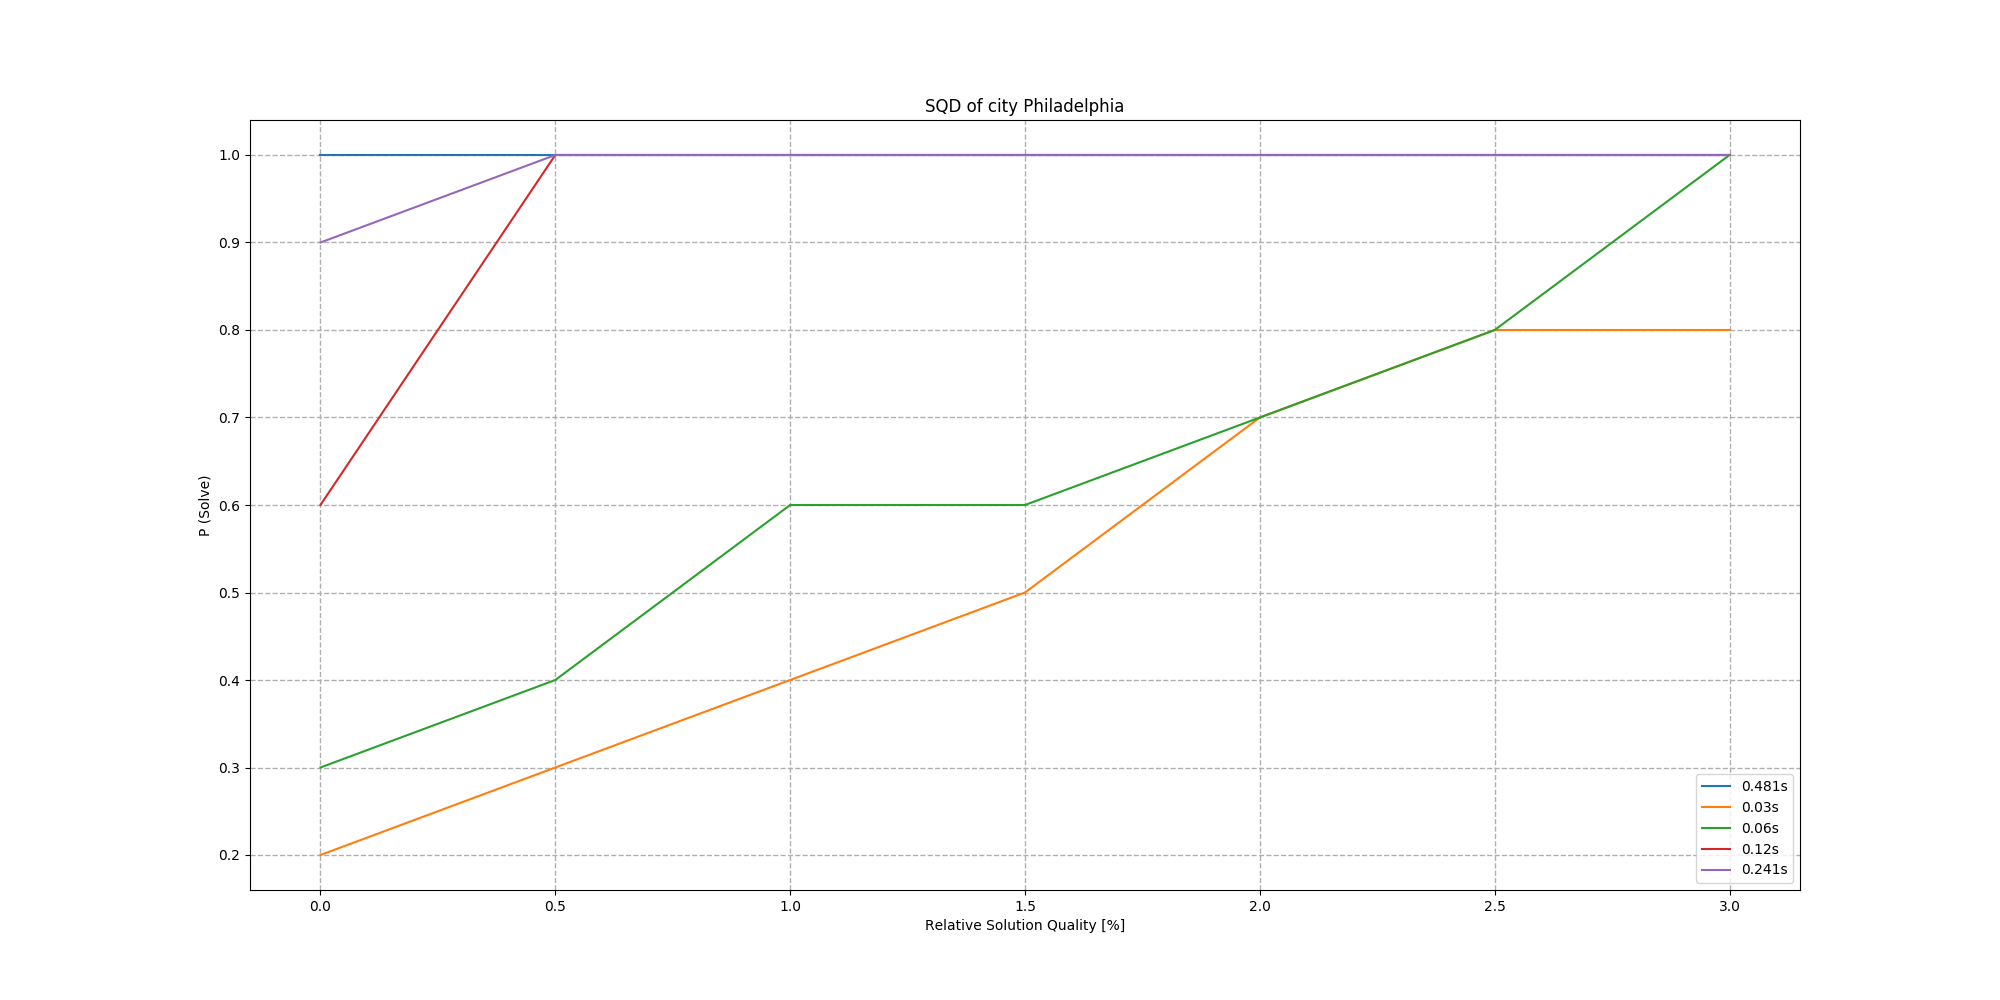 SQD of city Philadelphia
P (Solve)
1.0
0.9
0.8
0.7
0.6
0.5
0.4
0.3
0.2
0.0 0.5 1.0 1.5 2.0 2.5 3.0
Relative Solution Quality [%]
0.481s
0.03s
0.06s
0.12s
0.241s